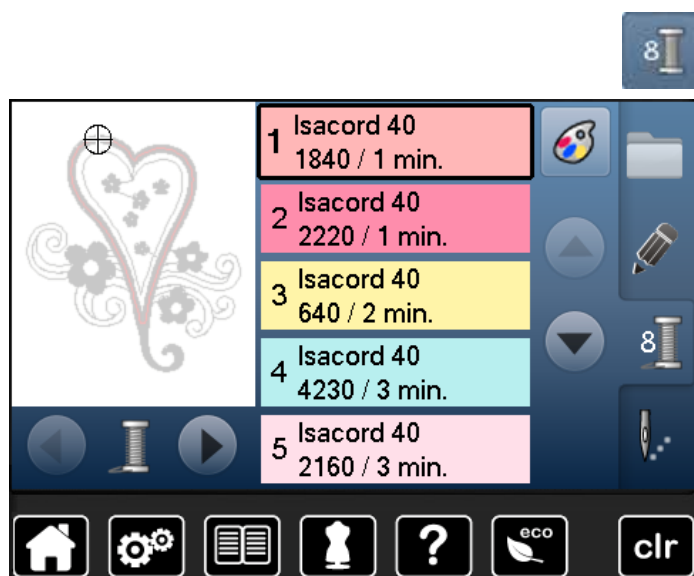 8
1 Isacord 40
1840 / 1 min.
2 Isacord 40
2220 / 1 min.
3 Isacord 40
640 / 2 min.
8
4 Isacord 40
4230 / 3 min.
5 Isacord 40
2160 / 3 min.
?
eco
clr